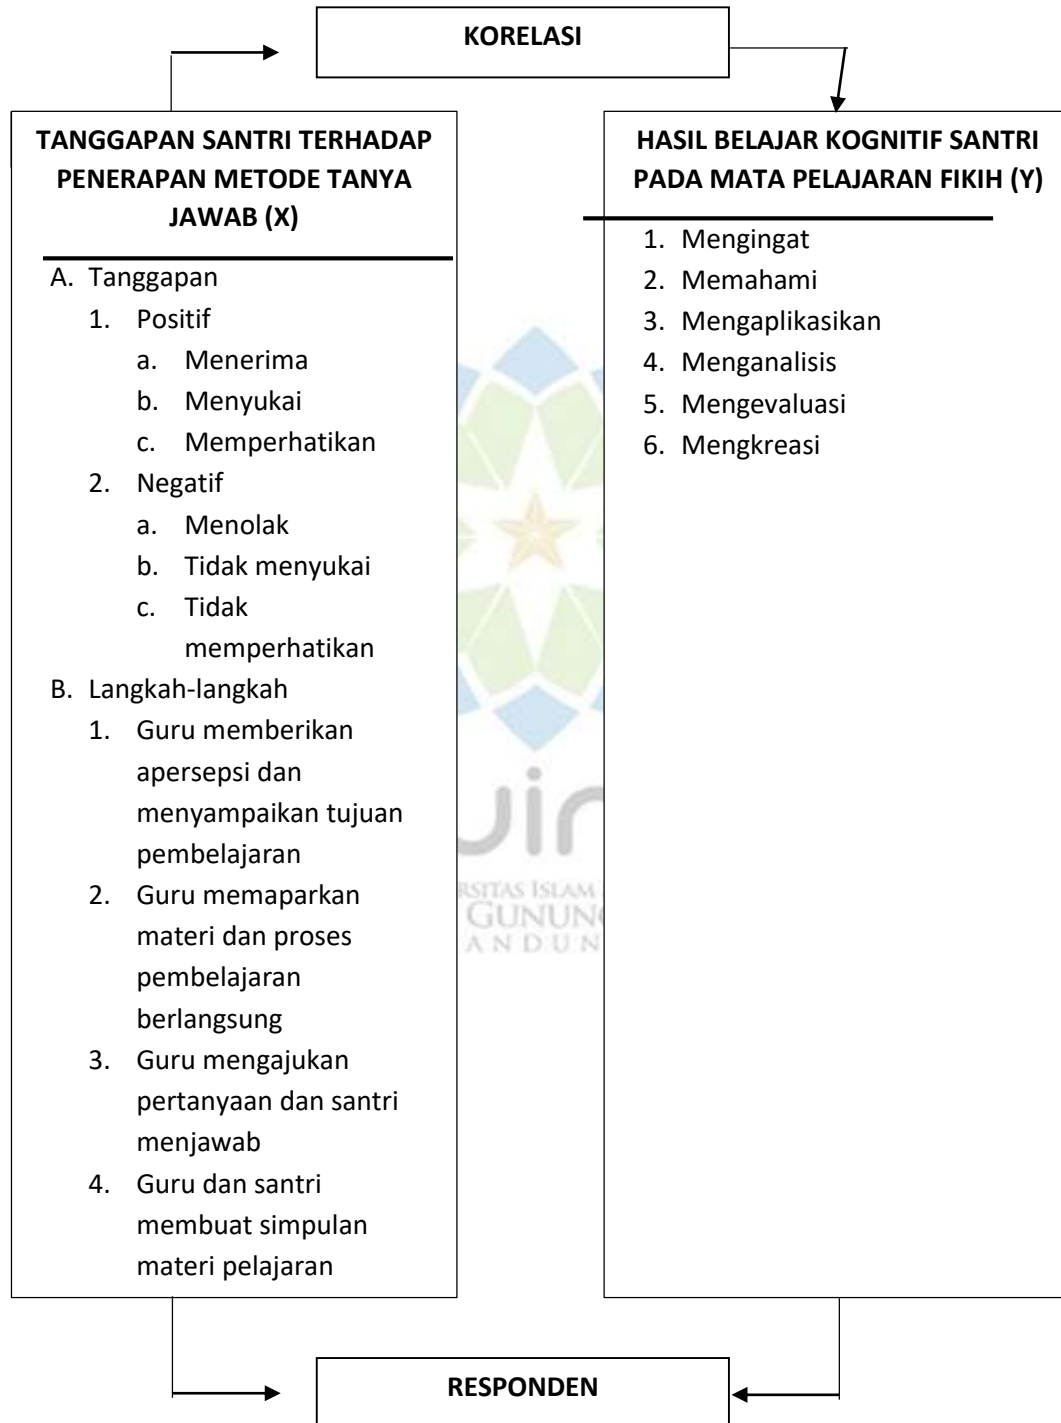 KORELASI
TANGGAPAN SANTRI TERHADAP
PENERAPAN METODE TANYA
JAWAB (X)
A. Tanggapan
1. Positif
a. Menerima
b. Menyukai
c. Memperhatikan
2. Negatif
a. Menolak
b. Tidak menyukai
c. Tidak
memperhatikan
B. Langkah-langkah
1. Guru memberikan
apersepsi dan
menyampaikan tujuan
pembelajaran
2. Guru memaparkan
materi dan proses
pembelajaran
berlangsung
3. Guru mengajukan
pertanyaan dan santri
menjawab
4. Guru dan santri
membuat simpulan
materi pelajaran
HASIL BELAJAR KOGNITIF SANTRI
PADA MATA PELAJARAN FIKIH (Y)
1. Mengingat
2. Memahami
3. Mengaplikasikan
4. Menganalisis
5. Mengevaluasi
6. Mengkreasi
ISLAM
RESPONDEN